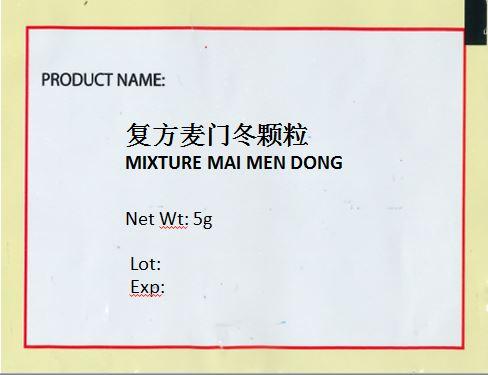 PRODUCT NAME:
复方麦门冬颗粒
MIXTURE MAI MEN DONG
Net Wt: 5g
Lot:
Exp: